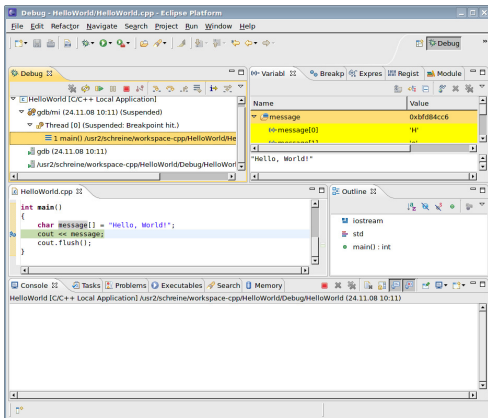 Debug - HelloWorld/HelloWorld.cpp - Eclipse Platform
File Edit Refactor Navigate Search Project Run Window Help
Debug
Debug
HelloWorld [C/C++ Local Application]
gdb/mi (24.11.08 10:11) (Suspended)
Thread [0] (Suspended: Breakpoint hit.)
1 main() /usr2/schreine/workspace-cpp/HelloWorld/He
gdb (24.11.08 10:11)
/usr2/schreine/workspace-cpp/HelloWorld/Debug/HelloWorl
Variabl Breakp Expres Regist Module
Name Value
message 0xbfd84cc6
message[0] 'H'
"Hello, World!"
HelloWorld.cpp
int main()
{
char message[] = "Hello, World!";
cout << message;
cout.flush();
}
Outline
iostream
std
main() : int
Console Tasks Problems Executables Search Memory
HelloWorld [C/C++ Local Application] /usr2/schreine/workspace-cpp/HelloWorld/Debug/HelloWorld (24.11.08 10:11)